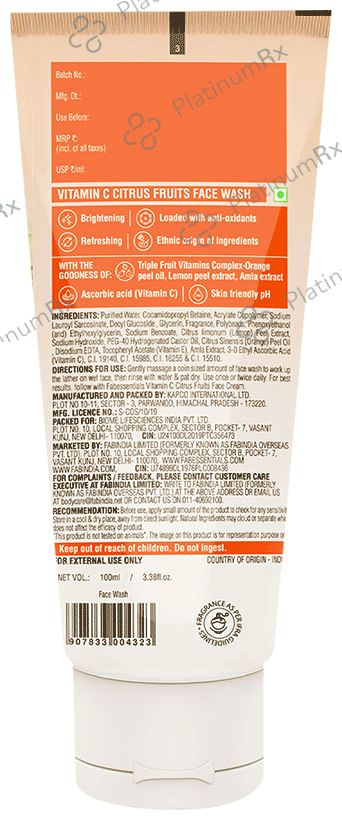 3
Batch No.:
Mfg. Dt.:
Use Before:
MRP ₹:
(Incl. of all taxes)
USP ₹/ml:
VITAMIN C CITRUS FRUITS FACE WASH
Brightening
Loaded with anti-oxidants
Refreshing
Ethnic origin of ingredients
WITH THE GOODNESS OF:
Triple Fruit Vitamins Complex-Orange peel oil, Lemon peel extract, Amla extract
Ascorbic acid (Vitamin C)
Skin friendly pH
INGREDIENTS: Purified Water, Cocamidopropyl Betaine, Acrylate Copolymer, Sodium
Lauroyl Sarcosinate, Decyl Glucoside, Glycerin, Fragrance, Polybeads, Phenoxyethanol
(and) Ethylhexylglycerin, Sodium Benzoate, Citrus limonum (Lemon) Peel Extract,
Sodium Hydroxide, PEG-40 Hydrogenated Castor Oil, Citrus Sinensis (Orange) Peel Oil
, Disodium EDTA, Tocopheryl Acetate (Vitamin E), Amla Extract, 3-0 Ethyl Ascorbic Acid
(Vitamin C), C.I. 19140, C.I. 15985, C.I. 16255 & C.I. 15510.
DIRECTIONS FOR USE: Gently massage a coin sized amount of face wash to work up
the lather on wet face, then rinse with water & pat dry. Use once or twice daily. For best
results, follow with Fabessentials Vitamin C Citrus Fruits Face Cream.
MANUFACTURED AND PACKED BY: KAPCO INTERNATIONAL LTD.
PLOT NO.10-11, SECTOR - 3, PARWANOO, HIMACHAL PRADESH - 173220.
MFG. LICENCE NO.: S-COS/10/19
PACKED FOR: BIOME LIFESCIENCES INDIA PVT. LTD.
PLOT NO. 10, LOCAL SHOPPING COMPLEX, SECTOR B, POCKET- 7, VASANT
KUNJ, NEW DELHI- 110070, CIN: U24100DL2019PTC356473
MARKETED BY: FABINDIA LIMITED (FORMERLY KNOWN AS FABINDIA OVERSEAS
PVT. LTD). PLOT NO. 10, LOCAL SHOPPING COMPLEX, SECTOR B, POCKET - 7,
VASANT KUNJ, NEW DELHI- 110070, WWW.FABESSENTIALS.COM
WWW.FABINDIA.COM, CIN: U74899DL1976PLC008436
FOR COMPLAINTS / FEEDBACK, PLEASE CONTACT CUSTOMER CARE
EXECUTIVE AT FABINDIA LIMITED: WRITE TO FABINDIA LIMITED (FORMERLY
KNOWN AS FABINDIA OVERSEAS PVT. LTD.) AT THE ABOVE ADDRESS OR EMAIL US
AT bodycare@fabindia.net OR CONTACT US ON 011-40692100.
RECOMMENDATION: Before use, apply small amount of the product to check for any sensitiv
Store in a cool & dry place, away from direct sunlight. Natural Ingredients may cloud or separate while
does not affect the efficacy of product.
"This product is not tested on animals". The image on this product is for representation purpose on
Keep out of reach of children. Do not ingest.
FOR EXTERNAL USE ONLY
COUNTRY OF ORIGIN - INDI
NET VOL.: 100ml / 3.38fl.oz.
Face Wash
907833 004323
• FRAGRANCE AS PER IFRA GUIDELINES •
PlatinumRx
PlatinumRx
PlatinumRx
PlatinumRx
PlatinumRx